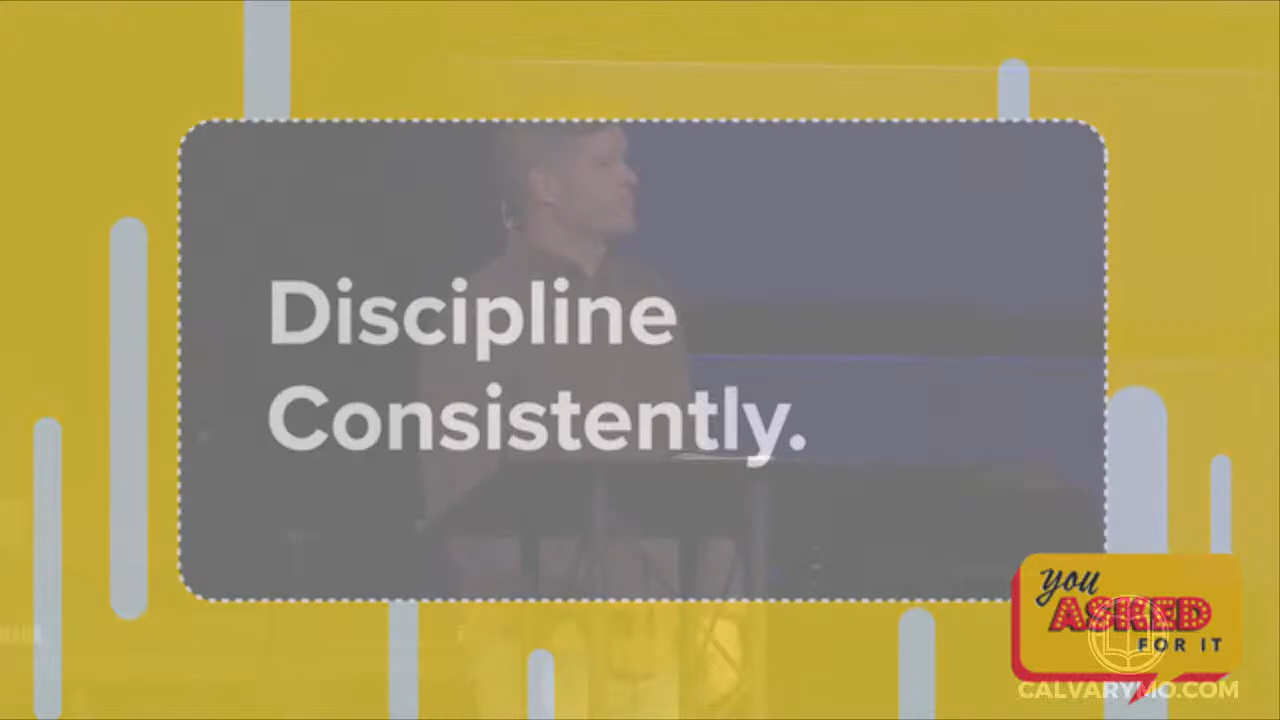 Discipline
Consistently.
you
ASKED
FOR IT
CALVARYMO.COM